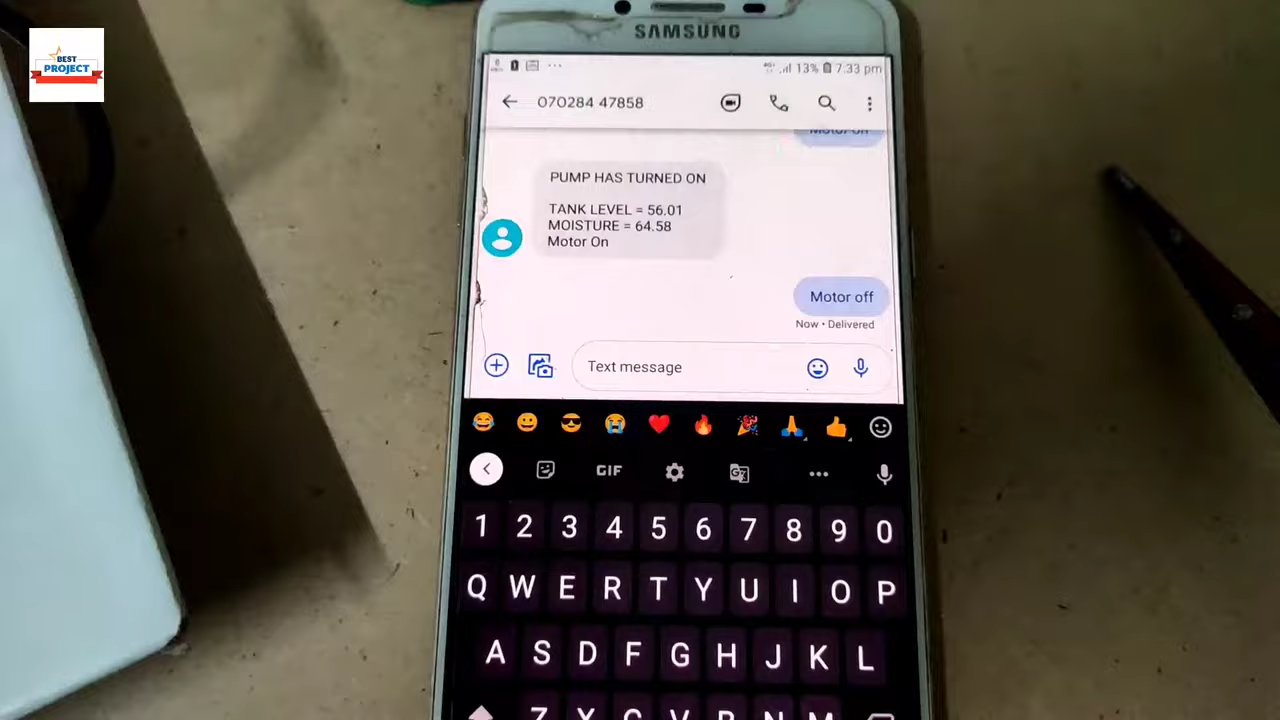 BEST
PROJECT
SAMSUNG
13% 7:33 pm
070284 47858
Motor on
PUMP HAS TURNED ON
TANK LEVEL = 56.01
MOISTURE = 64.58
Motor On
Motor off
Now • Delivered
Text message
GIF
1 2 3 4 5 6 7 8 9 0
Q W E R T Y U I O P
A S D F G H J K L
Z X C V B N M